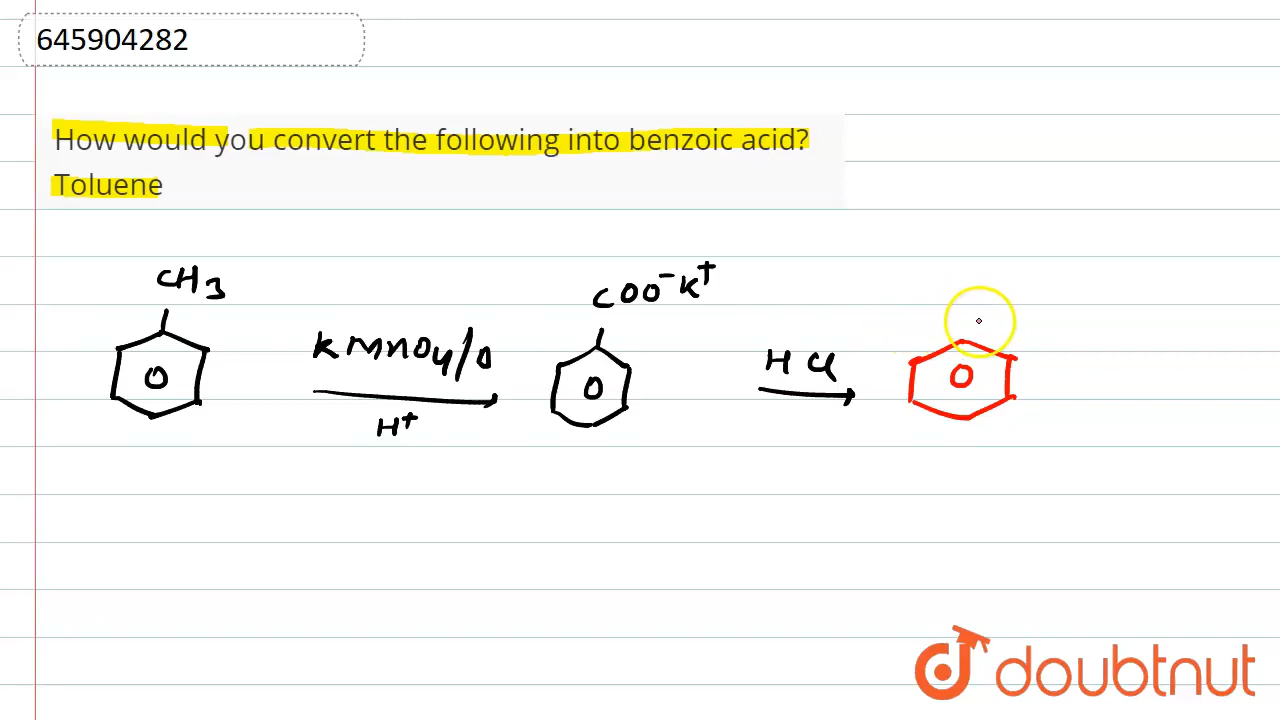 645904282
How would you convert the following into benzoic acid?
Toluene
CH3
COO⁻K⁺
KMnO4/O
H⁺
HCl
O
O
O
doubtnut